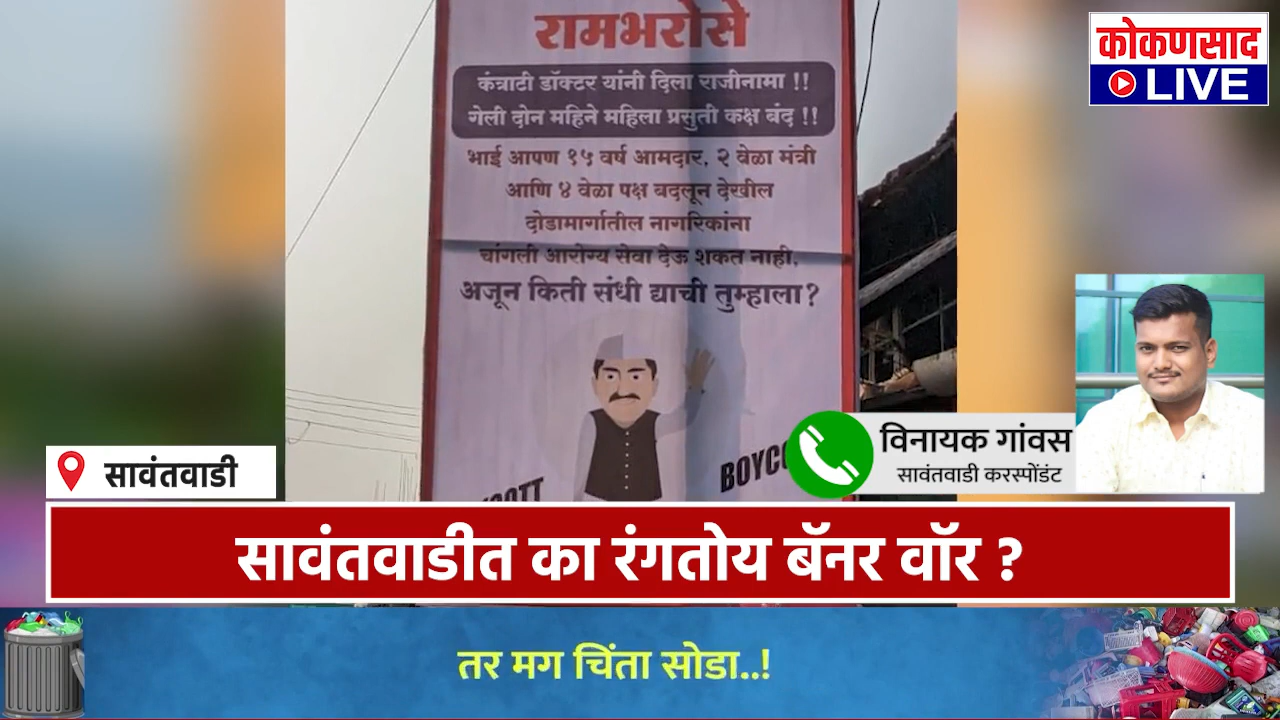 रामभरोसे
कंत्राटी डॉक्टर यांनी दिला राजीनामा !!
गेली दोन महिने महिला प्रसुती कक्ष बंद !!
भाई आपण १५ वर्ष आमदार, २ वेळा मंत्री
आणि ४ वेळा पक्ष बदलून देखील
दोडामार्गातील नागरिकांना
चांगली आरोग्य सेवा देऊ शकत नाही,
अजून किती संधी द्याची तुम्हाला?
कोकणसाद
LIVE
विनायक गांवस
सावंतवाडी करस्पोंडंट
सावंतवाडी
सावंतवाडीत का रंगतोय बॅनर वॉर ?
तर मग चिंता सोडा..!